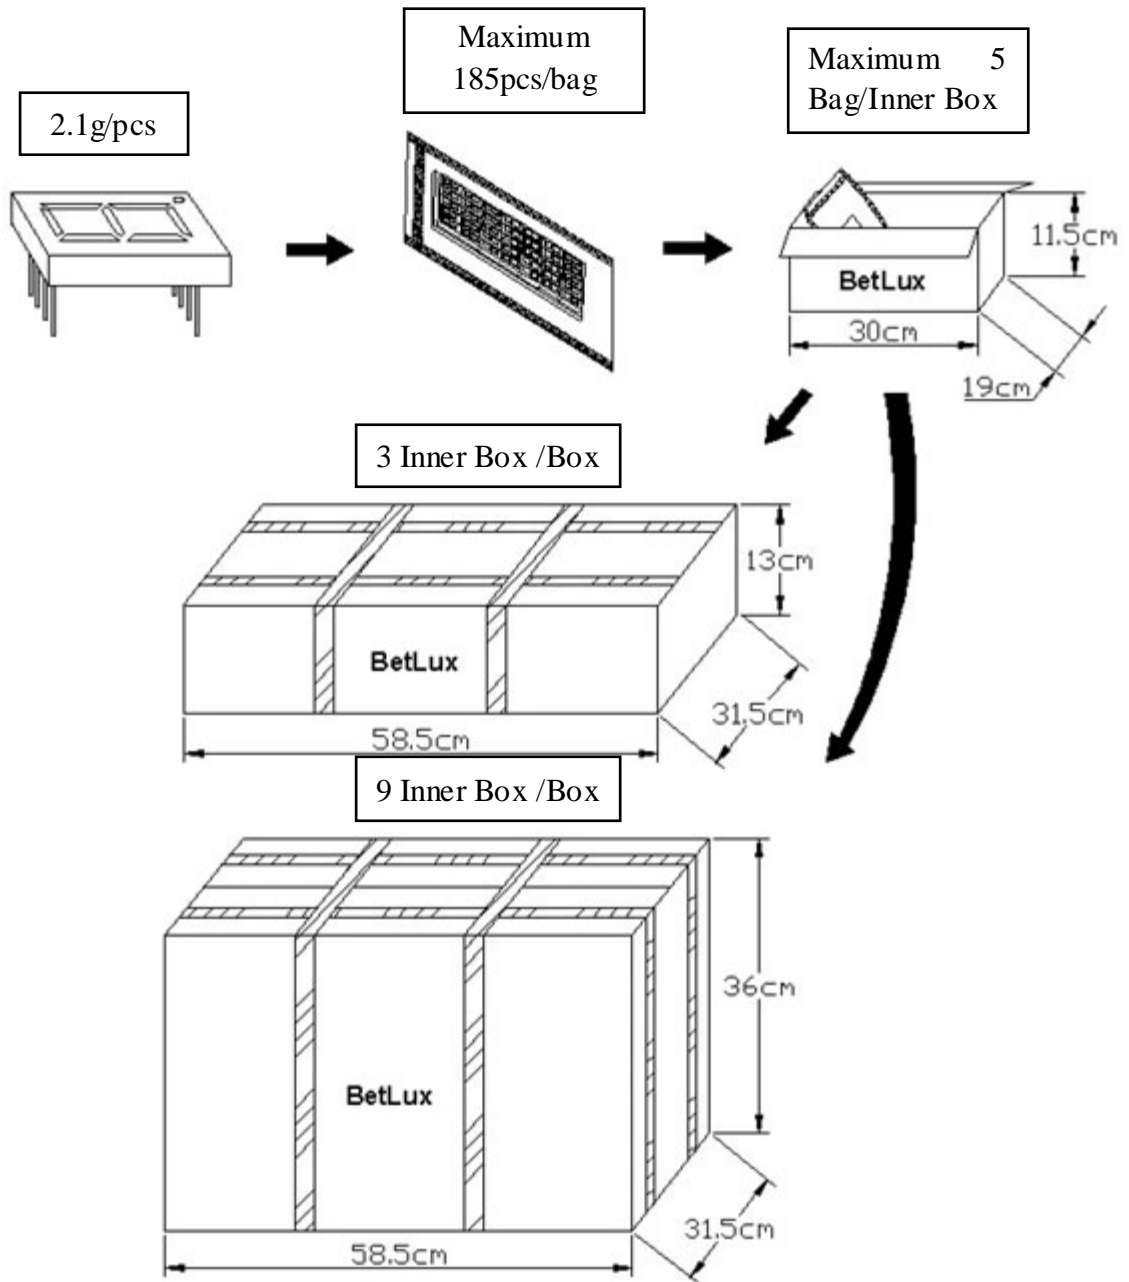 Maximum
185pcs/bag
Maximum 5
Bag/Inner Box
2.1g/pcs
11.5cm
BetLux
30cm
19cm
3 Inner Box /Box
13cm
BetLux
31.5cm
58.5cm
9 Inner Box /Box
36cm
BetLux
31.5cm
58.5cm